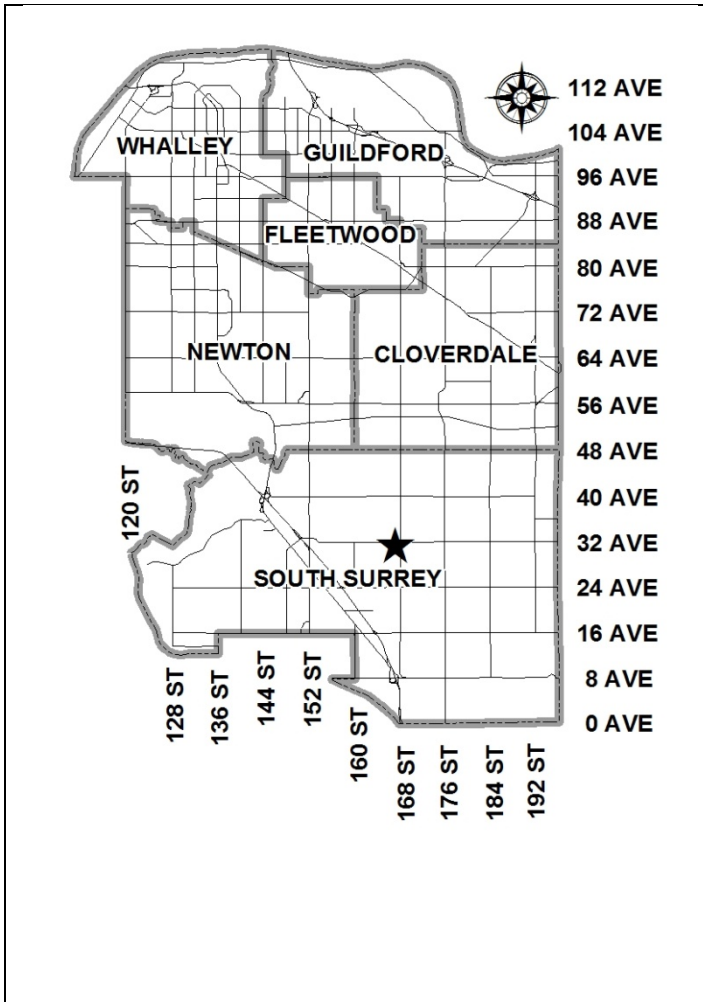 112 AVE
104 AVE
WHALLEY
GUILDFORD
96 AVE
88 AVE
FLEETWOOD
80 AVE
72 AVE
NEWTON
CLOVERDALE
64 AVE
56 AVE
48 AVE
40 AVE
120 ST
32 AVE
SOUTH SURREY
24 AVE
16 AVE
8 AVE
0 AVE
128 ST
136 ST
144 ST
152 ST
160 ST
168 ST
176 ST
184 ST
192 ST